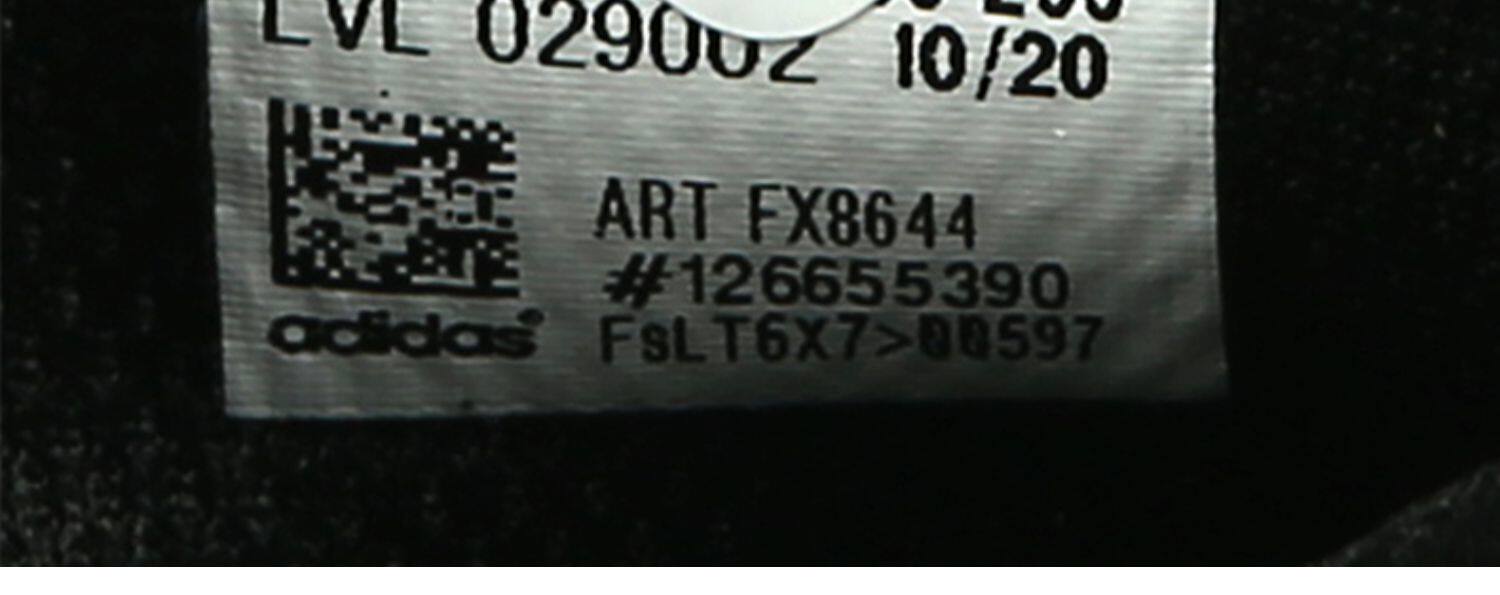 LVL 029002 10/20
ART FX8644
#126655390
adidas® FsLT6X7>00597